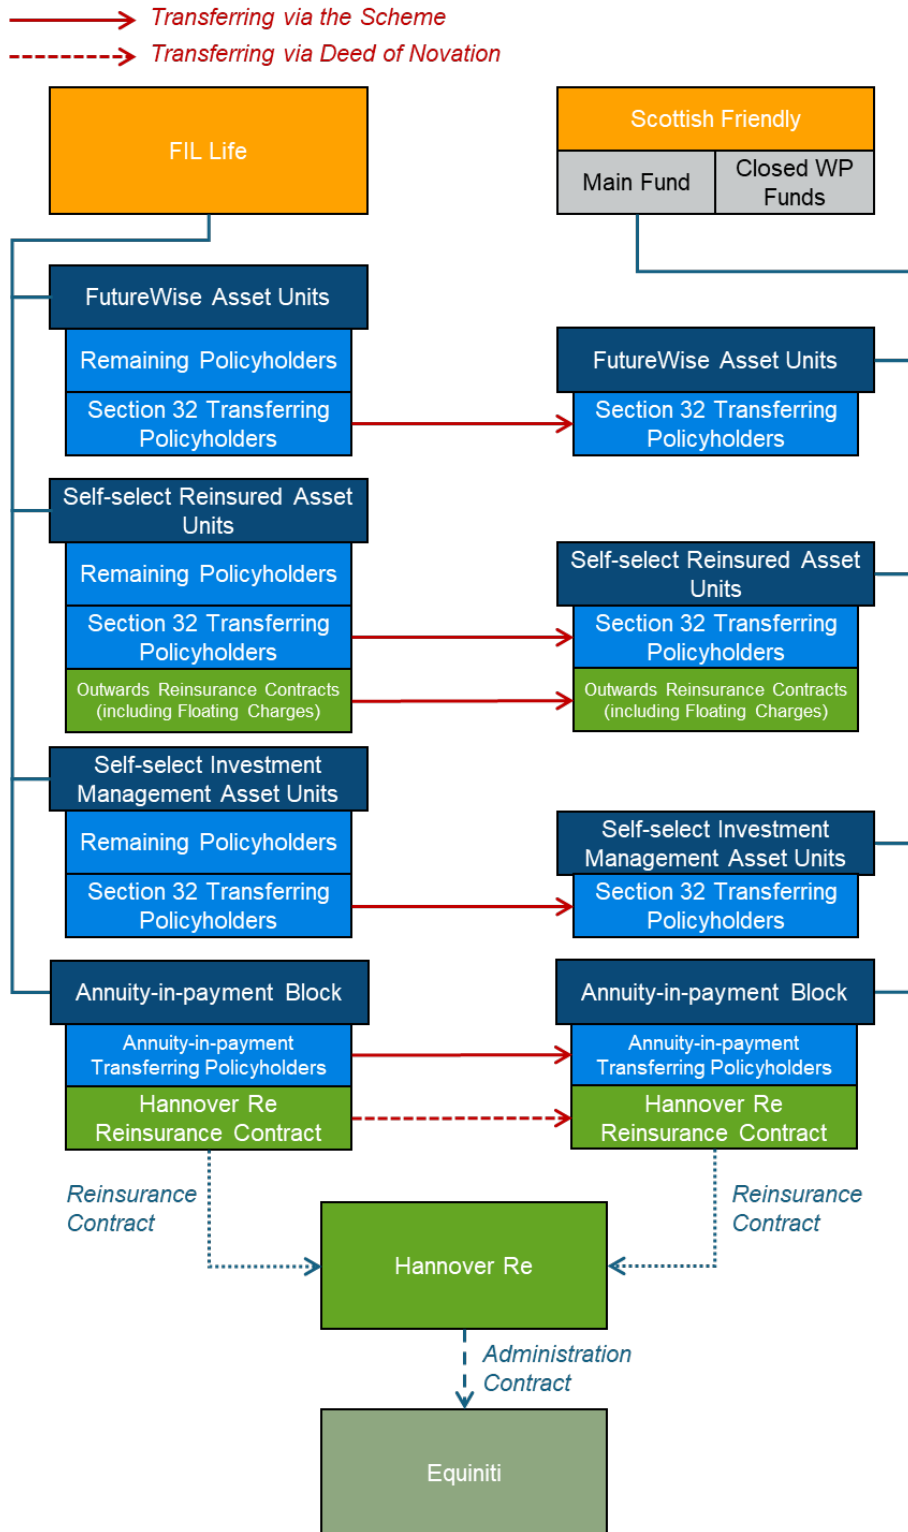 Transferring via the Scheme
Transferring via Deed of Novation
FIL Life
Scottish Friendly
Main Fund
Closed WP
Funds
FutureWise Asset Units
Remaining Policyholders
Section 32 Transferring
Policyholders
FutureWise Asset Units
Section 32 Transferring
Policyholders
Self-select Reinsured Asset
Units
Remaining Policyholders
Section 32 Transferring
Policyholders
Outwards Reinsurance Contracts
(including Floating Charges)
Self-select Reinsured Asset
Units
Section 32 Transferring
Policyholders
Outwards Reinsurance Contracts
(including Floating Charges)
Self-select Investment
Management Asset Units
Remaining Policyholders
Section 32 Transferring
Policyholders
Self-select Investment
Management Asset Units
Section 32 Transferring
Policyholders
Annuity-in-payment Block
Annuity-in-payment
Transferring Policyholders
Hannover Re
Reinsurance Contract
Annuity-in-payment Block
Annuity-in-payment
Transferring Policyholders
Hannover Re
Reinsurance Contract
Reinsurance
Contract
Reinsurance
Contract
Hannover Re
Administration
Contract
Equiniti